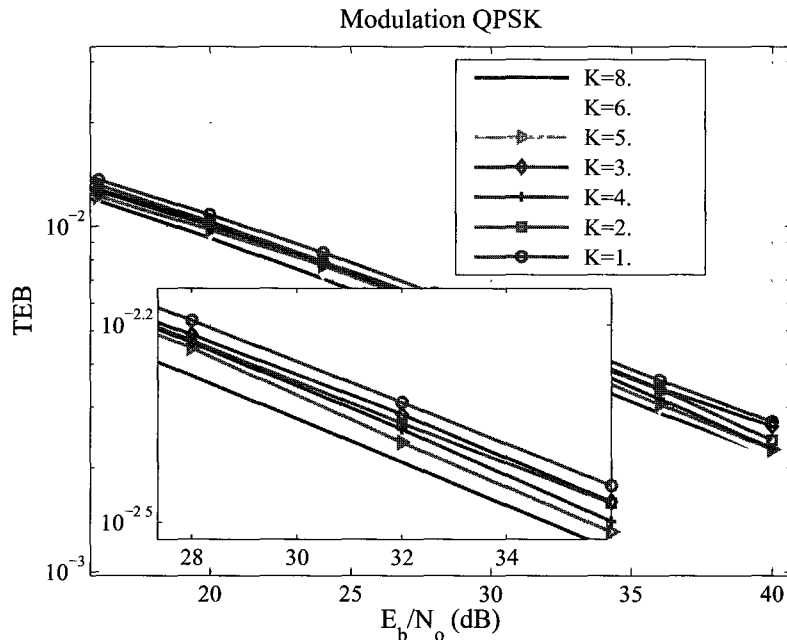 Modulation QPSK
K=8.
K=6.
K=5.
K=3.
K=4.
K=2.
K=1.
10^-2
TEB
10^-2.2
10^-2 5
28 30 32 34
10^-3
20 25 30 35 40
E_b/N_o (dB)